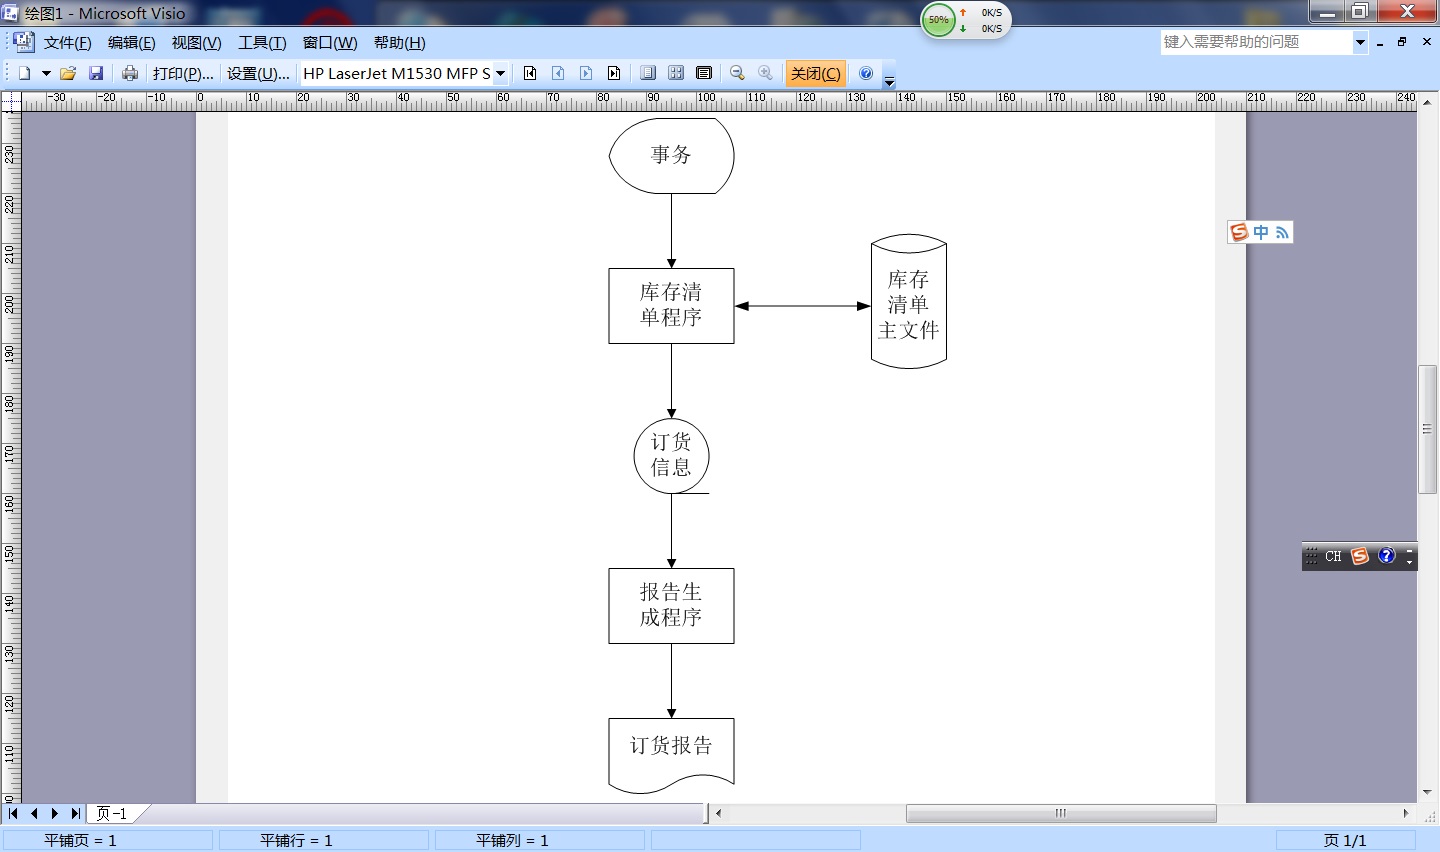 绘图1 - Microsoft Visio
50% 0K/S
0K/S
文件(F) 编辑(E) 视图(V) 工具(T) 窗口(W) 帮助(H) 键入需要帮助的问题
打印(P)... 设置(U)... HP LaserJet M1530 MFP S 关闭(C)
-30 -20 -10 0 10 20 30 40 50 60 70 80 90 100 110 120 130 140 150 160 170 180 190 200 210 220 230 240
230
220
210
200
190
180
170
160
150
140
130
120
110
事务
库存清
单程序
库存
清单
主文件
订货
信息
报告生
成程序
订货报告
中
CH
页-1
平铺页 = 1 平铺行 = 1 平铺列 = 1 页 1/1